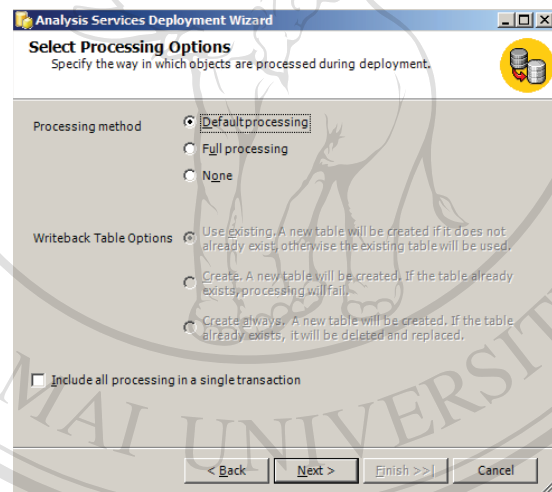 Analysis Services Deployment Wizard
Select Processing Options
Specify the way in which objects are processed during deployment.
Processing method
Default processing
Full processing
None
Writeback Table Options
Use existing. A new table will be created if it does not
already exist, otherwise the existing table will be used.
Create. A new table will be created. If the table already
exists, processing will fail.
Create always. A new table will be created. If the table
already exists, it will be deleted and replaced.
Include all processing in a single transaction
MAI UNIVERSIT
< Back
Next >
Finish >>|
Cancel